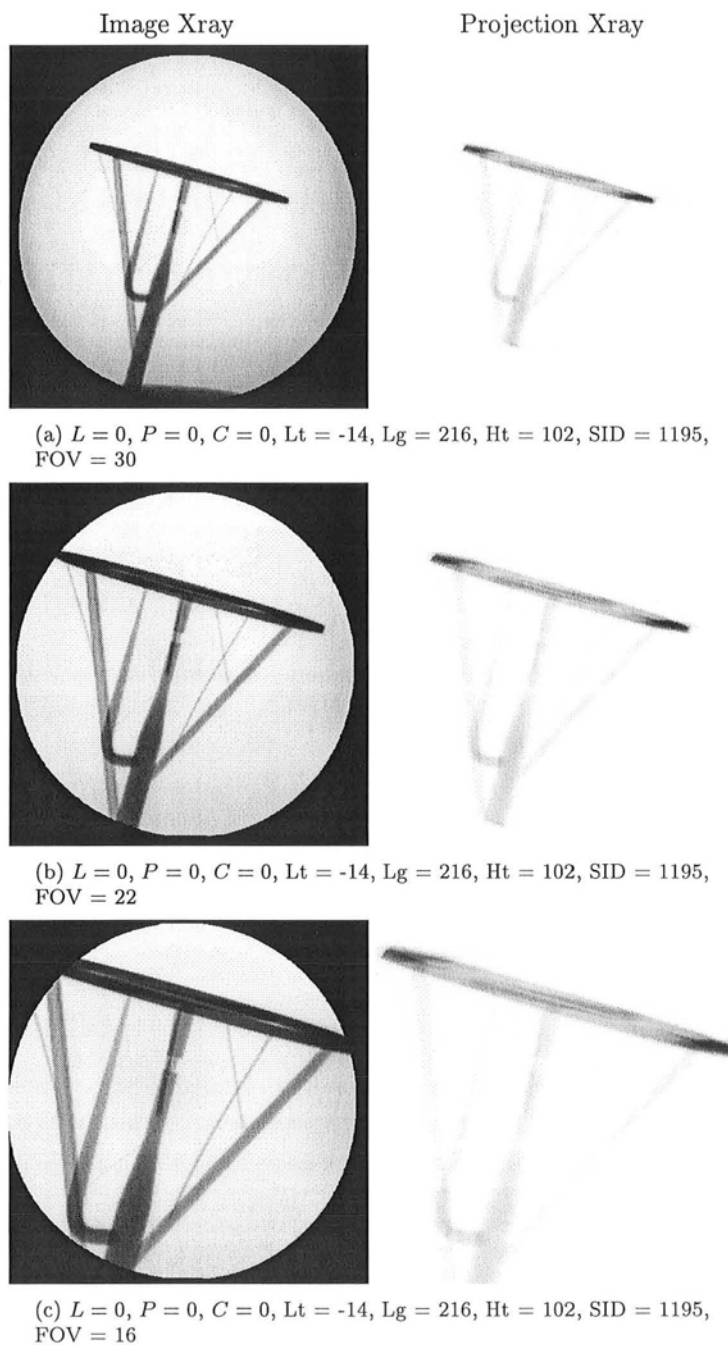 Image Xray
Projection Xray
(a) L = 0, P = 0, C = 0, Lt = -14, Lg = 216, Ht = 102, SID = 1195,
FOV = 30
(b) L = 0, P = 0, C = 0, Lt = -14, Lg = 216, Ht = 102, SID = 1195,
FOV = 22
(c) L = 0, P = 0, C = 0, Lt = -14, Lg = 216, Ht = 102, SID = 1195,
FOV = 16